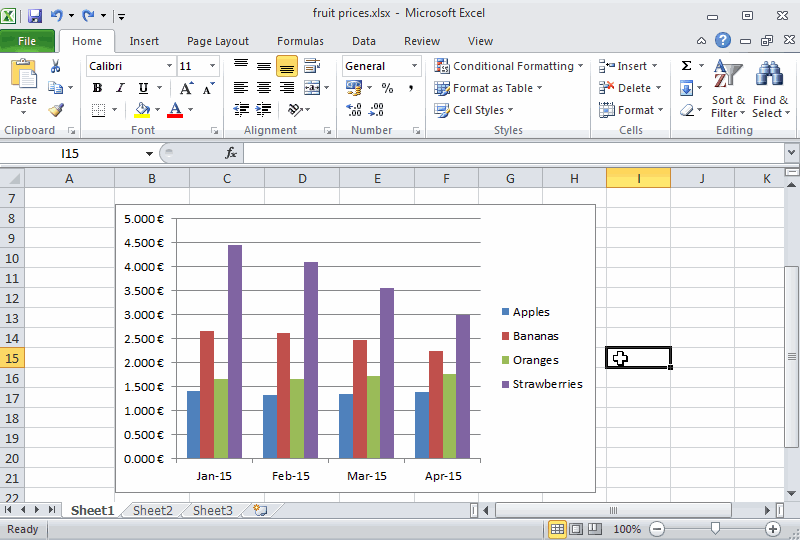 fruit prices.xlsx - Microsoft Excel
File Home Insert Page Layout Formulas Data Review View
Calibri 11 General Conditional Formatting Insert Σ
Paste B I U A A % , Format as Table Delete Sort & Find &
A .00 .0 Cell Styles Format Filter Select
Clipboard Font Alignment Number Styles Cells Editing
I15 fx
A B C D E F G H I J K
7
8 5.000 €
9 4.500 €
10 4.000 €
11 3.500 €
12 3.000 €
13 2.500 €
14 2.000 €
15 1.500 €
16 1.000 €
17 0.500 €
18 0.000 €
19
20
21
22
Apples
Bananas
Oranges
Strawberries
Jan-15 Feb-15 Mar-15 Apr-15
Sheet1 Sheet2 Sheet3
Ready 100%